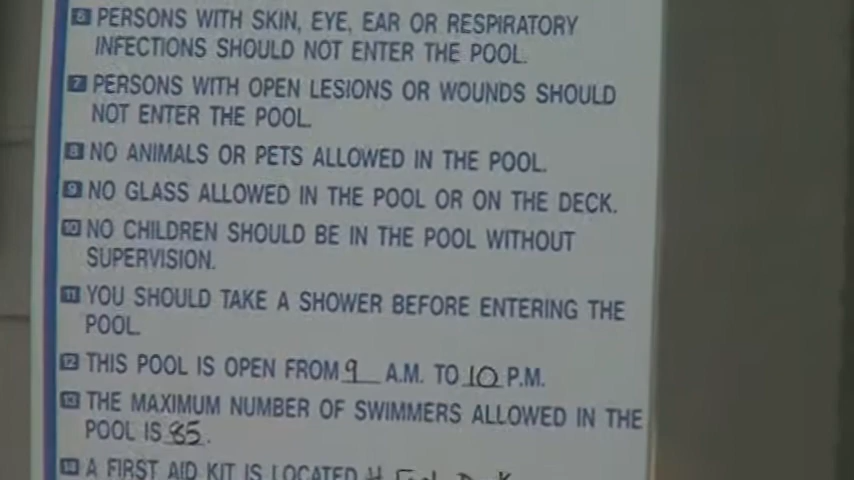 6 PERSONS WITH SKIN, EYE, EAR OR RESPIRATORY
INFECTIONS SHOULD NOT ENTER THE POOL.
7 PERSONS WITH OPEN LESIONS OR WOUNDS SHOULD
NOT ENTER THE POOL.
8 NO ANIMALS OR PETS ALLOWED IN THE POOL.
9 NO GLASS ALLOWED IN THE POOL OR ON THE DECK.
10 NO CHILDREN SHOULD BE IN THE POOL WITHOUT
SUPERVISION.
11 YOU SHOULD TAKE A SHOWER BEFORE ENTERING THE
POOL.
12 THIS POOL IS OPEN FROM 9 A.M. TO 10 P.M.
13 THE MAXIMUM NUMBER OF SWIMMERS ALLOWED IN THE
POOL IS 85.
14 A FIRST AID KIT IS LOCATED